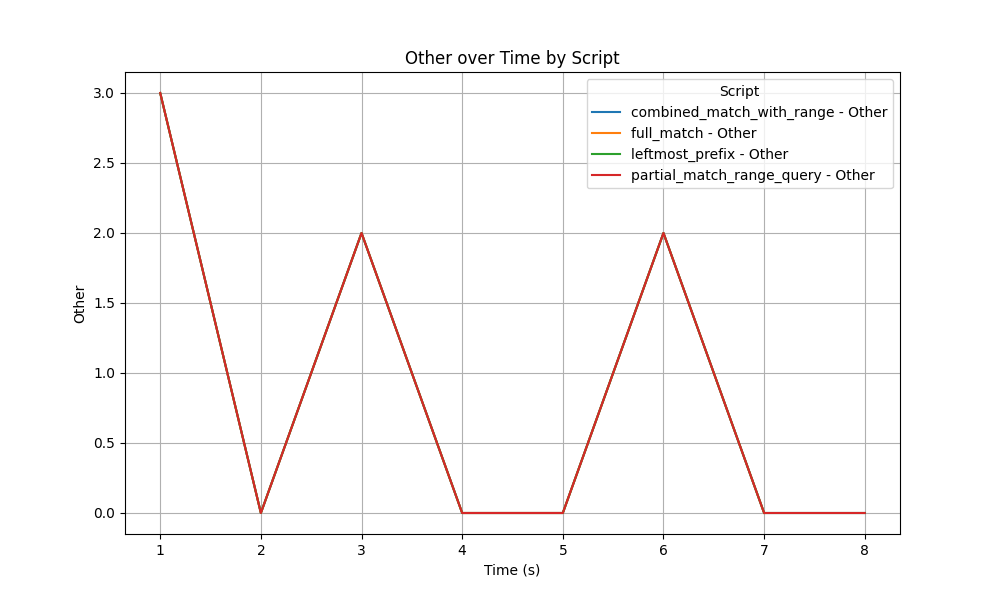 Other over Time by Script
Script
combined_match_with_range - Other
full_match - Other
leftmost_prefix - Other
partial_match_range_query - Other
3.0
2.5
2.0
1.5
1.0
0.5
0.0
Other
1 2 3 4 5 6 7 8
Time (s)